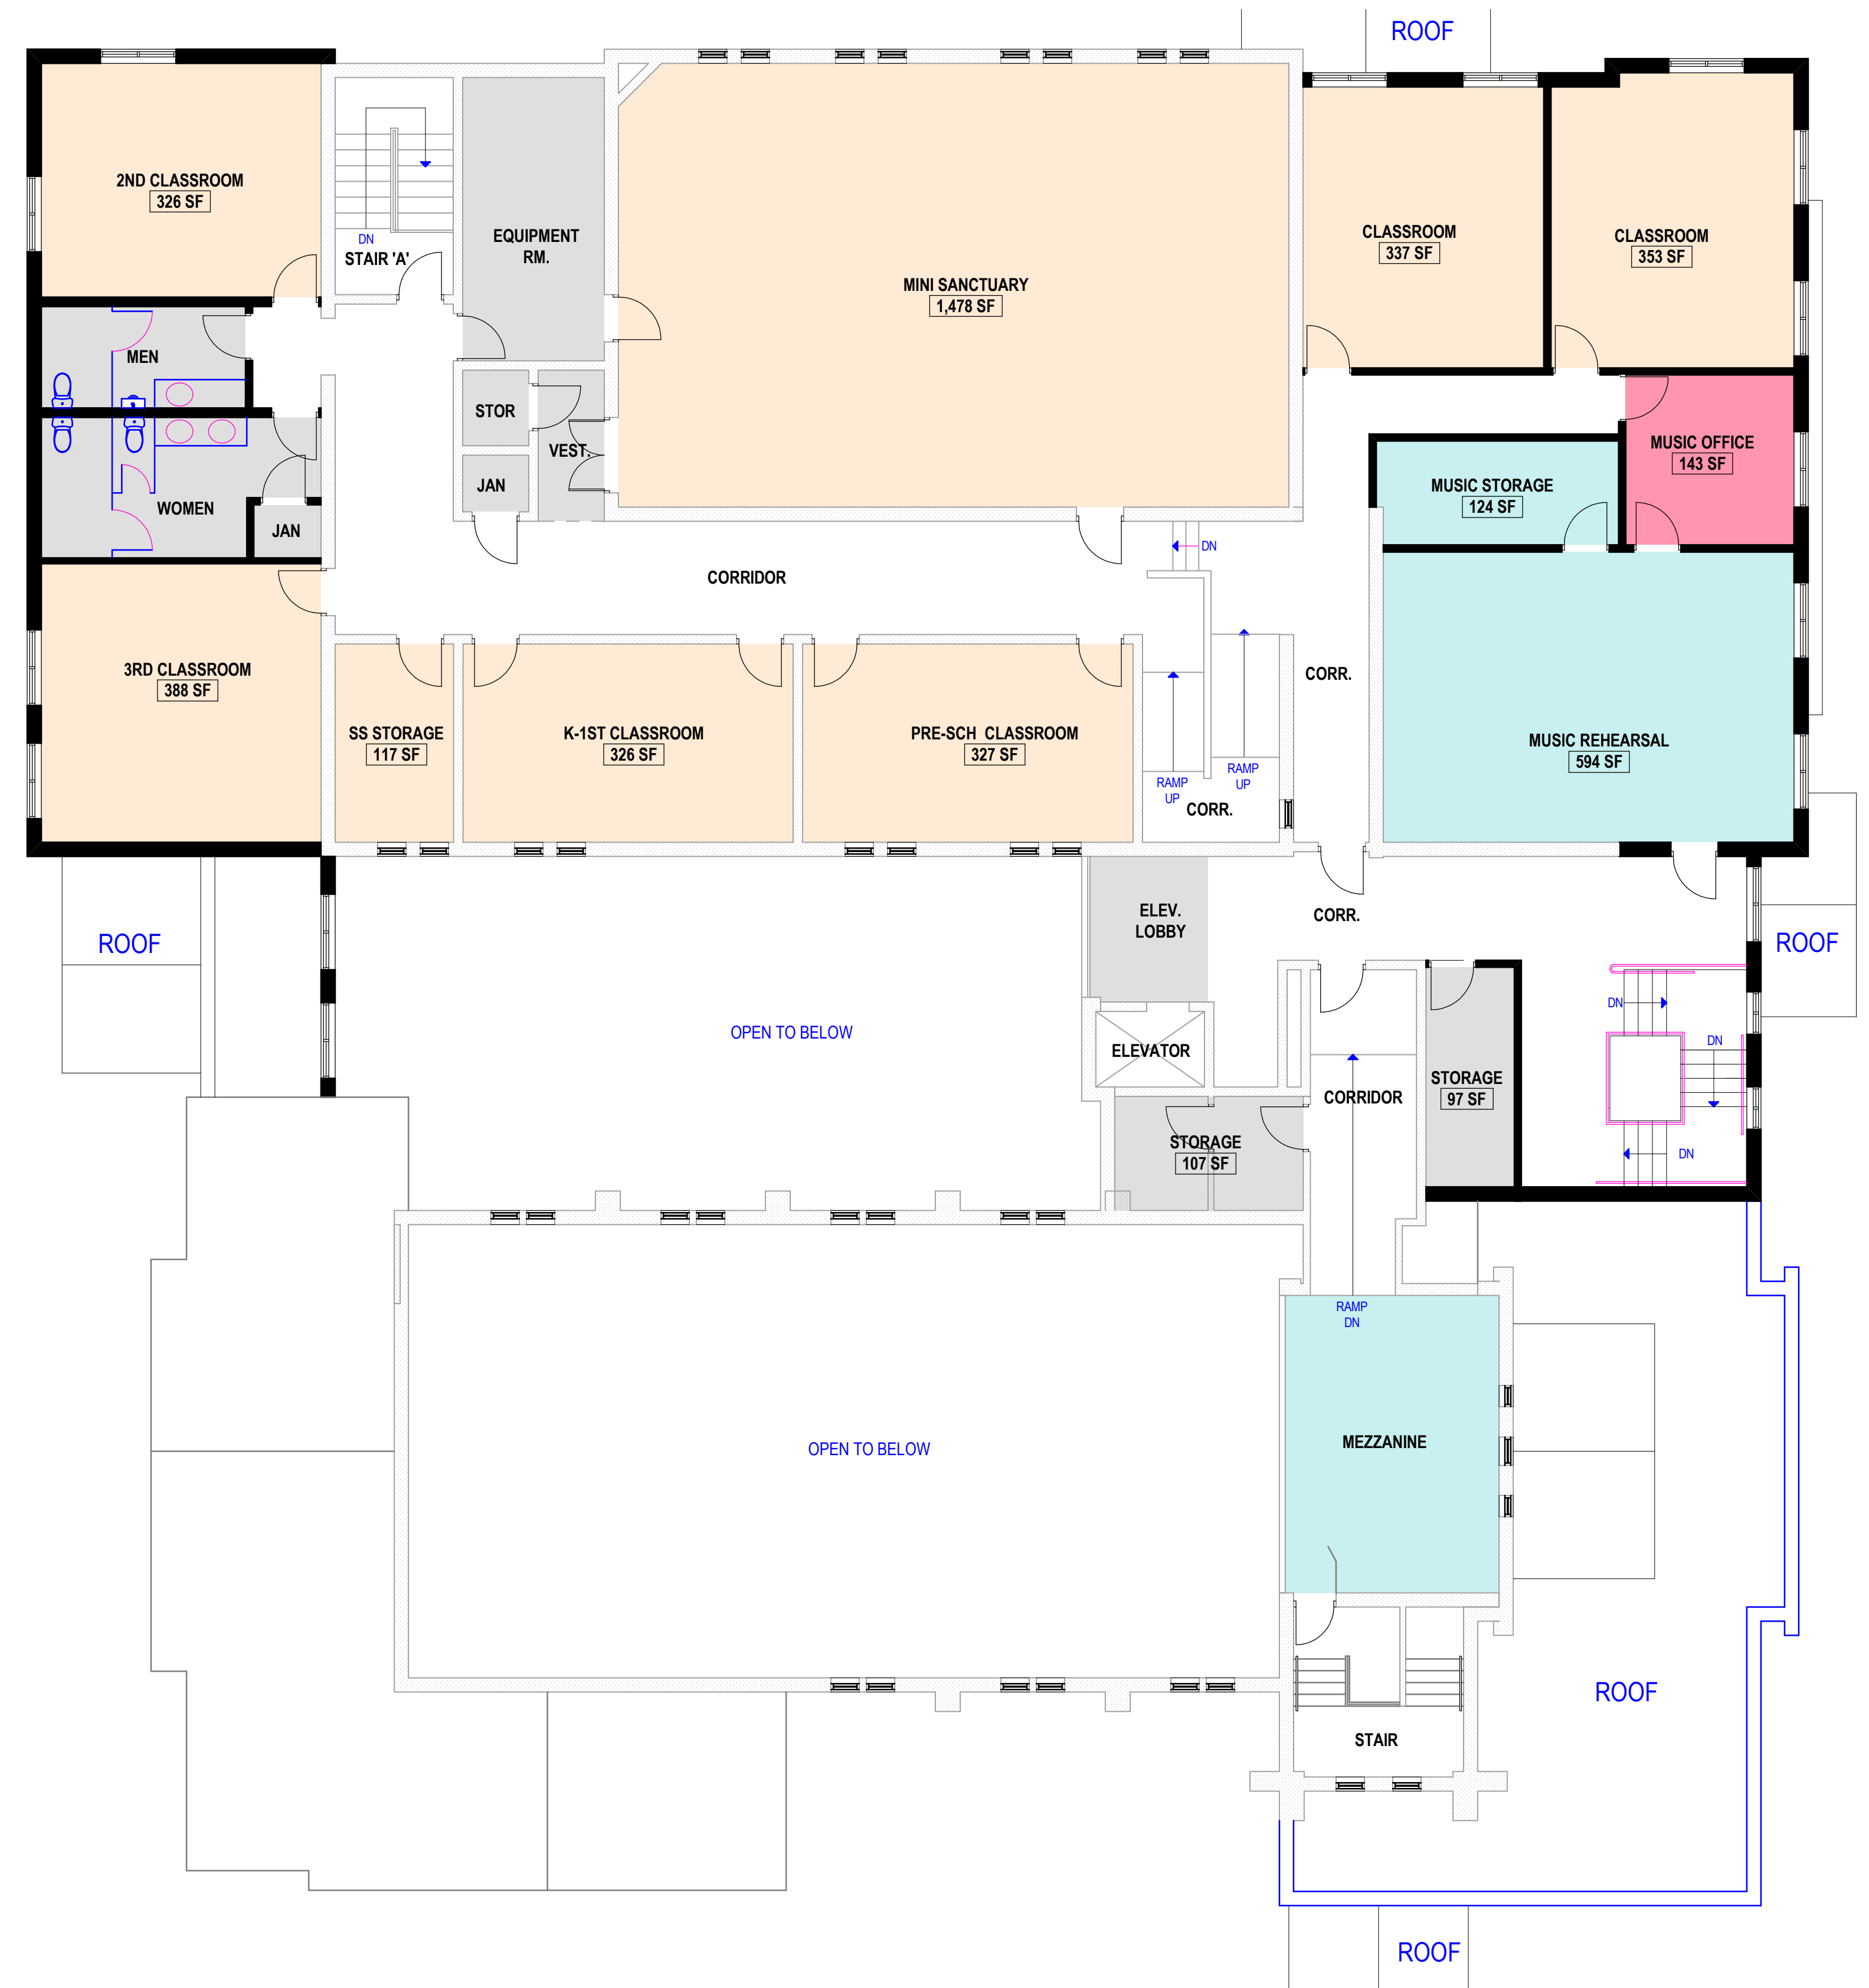 ROOF
2ND CLASSROOM
326 SF
DN
STAIR 'A'
EQUIPMENT
RM.
MINI SANCTUARY
1,478 SF
CLASSROOM
337 SF
CLASSROOM
353 SF
MEN
STOR
VEST.
JAN
WOMEN
JAN
MUSIC OFFICE
143 SF
MUSIC STORAGE
124 SF
DN
CORRIDOR
3RD CLASSROOM
388 SF
SS STORAGE
117 SF
K-1ST CLASSROOM
326 SF
PRE-SCH CLASSROOM
327 SF
CORR.
MUSIC REHEARSAL
594 SF
RAMP
UP
RAMP
UP
CORR.
ROOF
ELEV.
LOBBY
CORR.
ROOF
OPEN TO BELOW
ELEVATOR
DN
DN
STORAGE
97 SF
CORRIDOR
STORAGE
107 SF
DN
RAMP
DN
MEZZANINE
OPEN TO BELOW
ROOF
STAIR
ROOF